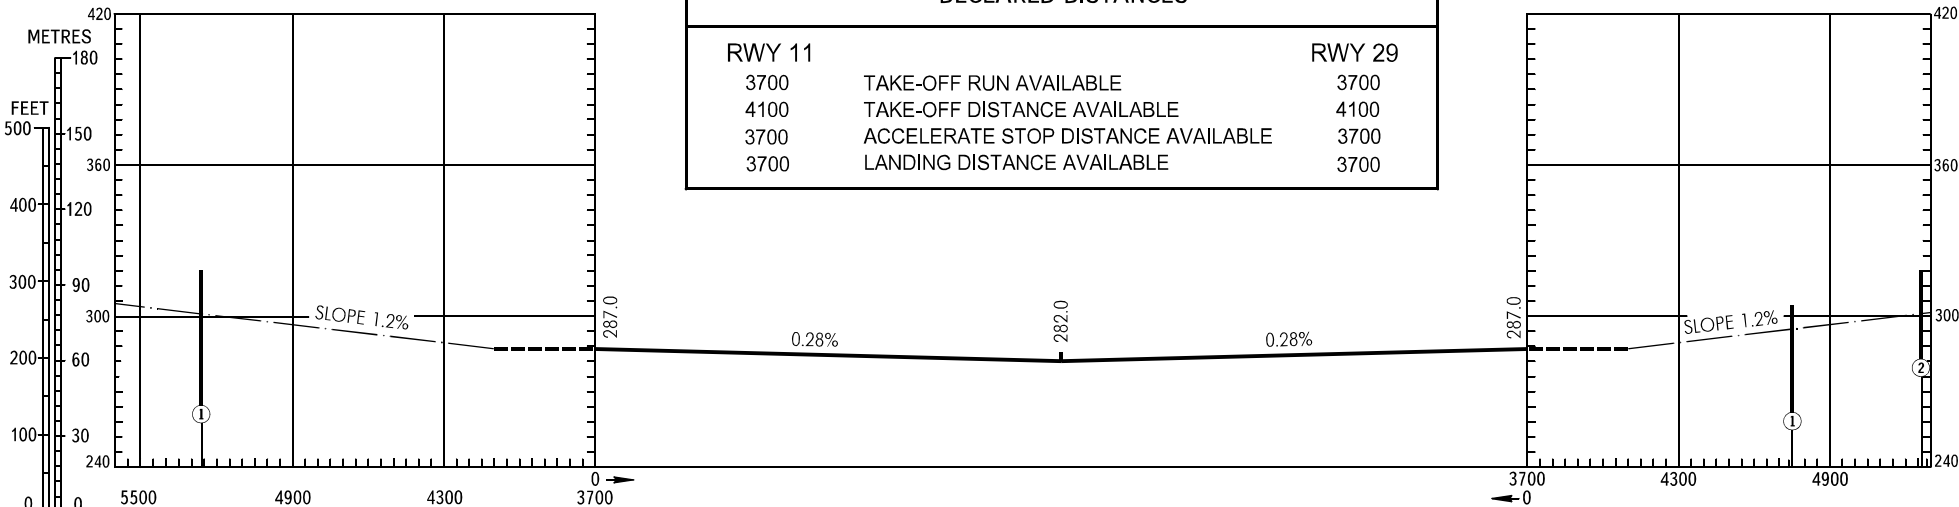 DECLARED DISTANCES
RWY 11 RWY 29
3700 TAKE-OFF RUN AVAILABLE 3700
4100 TAKE-OFF DISTANCE AVAILABLE 4100
3700 ACCELERATE STOP DISTANCE AVAILABLE 3700
3700 LANDING DISTANCE AVAILABLE 3700
METRES
180
150
120
90
60
30
0
FEET
500
400
300
200
100
0
420
360
300
240
SLOPE 1.2%
1
5500 4900 4300 3700
0
287.0
0.28%
282.0
0.28%
287.0
SLOPE 1.2%
1
2
420
360
300
240
3700 4300 4900
0